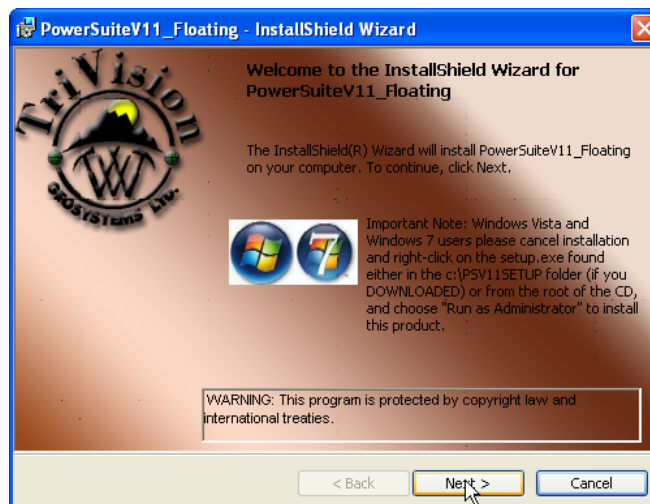 PowerSuiteV11_Floating - InstallShield Wizard
TriVision
GEOSYSTEMS LTD.
Welcome to the InstallShield Wizard for
PowerSuiteV11_Floating
The InstallShield(R) Wizard will install PowerSuiteV11_Floating
on your computer. To continue, click Next.
7
Important Note: Windows Vista and
Windows 7 users please cancel installation
and right-click on the setup.exe found
either in the c:\PSV11SETUP folder (if you
DOWNLOADED) or from the root of the CD,
and choose "Run as Administrator" to install
this product.
WARNING: This program is protected by copyright law and
international treaties.
< Back
Next >
Cancel